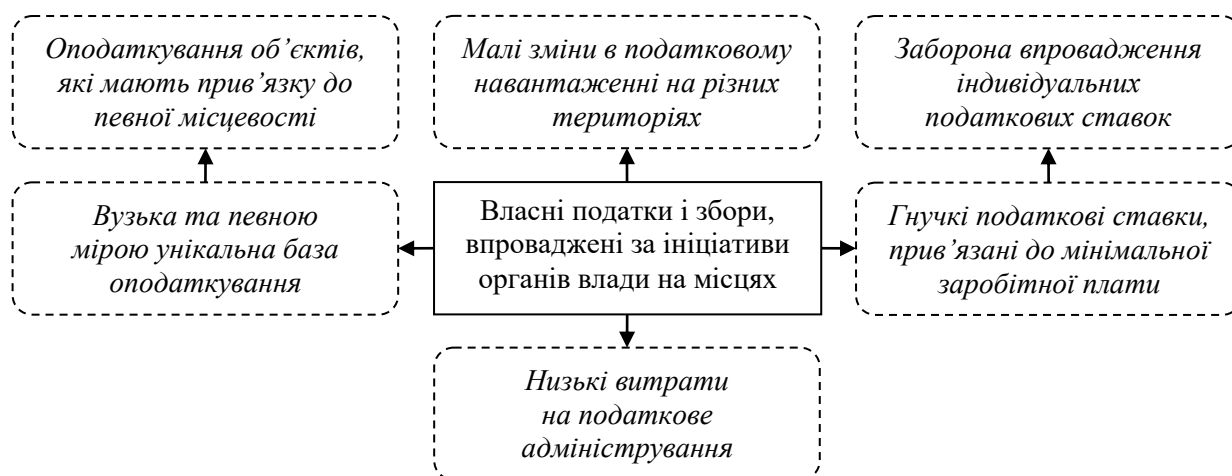 Оподаткування об’єктів,
які мають прив’язку до
певної місцевості
Малі зміни в податковому
навантаженні на різних
територіях
Заборона впровадження
індивідуальних
податкових ставок
Вузька та певною
мірою унікальна база
оподаткування
Власні податки і збори,
впроваджені за ініціативи
органів влади на місцях
Гнучкі податкові ставки,
прив’язані до мінімальної
заробітної плати
Низькі витрати
на податкове
адміністрування